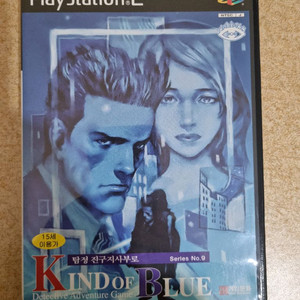 PlayStation 2
15세
이용가
탐정 진구지사부로
Series No.9
KIND OF BLUE
Detective Adventure Game